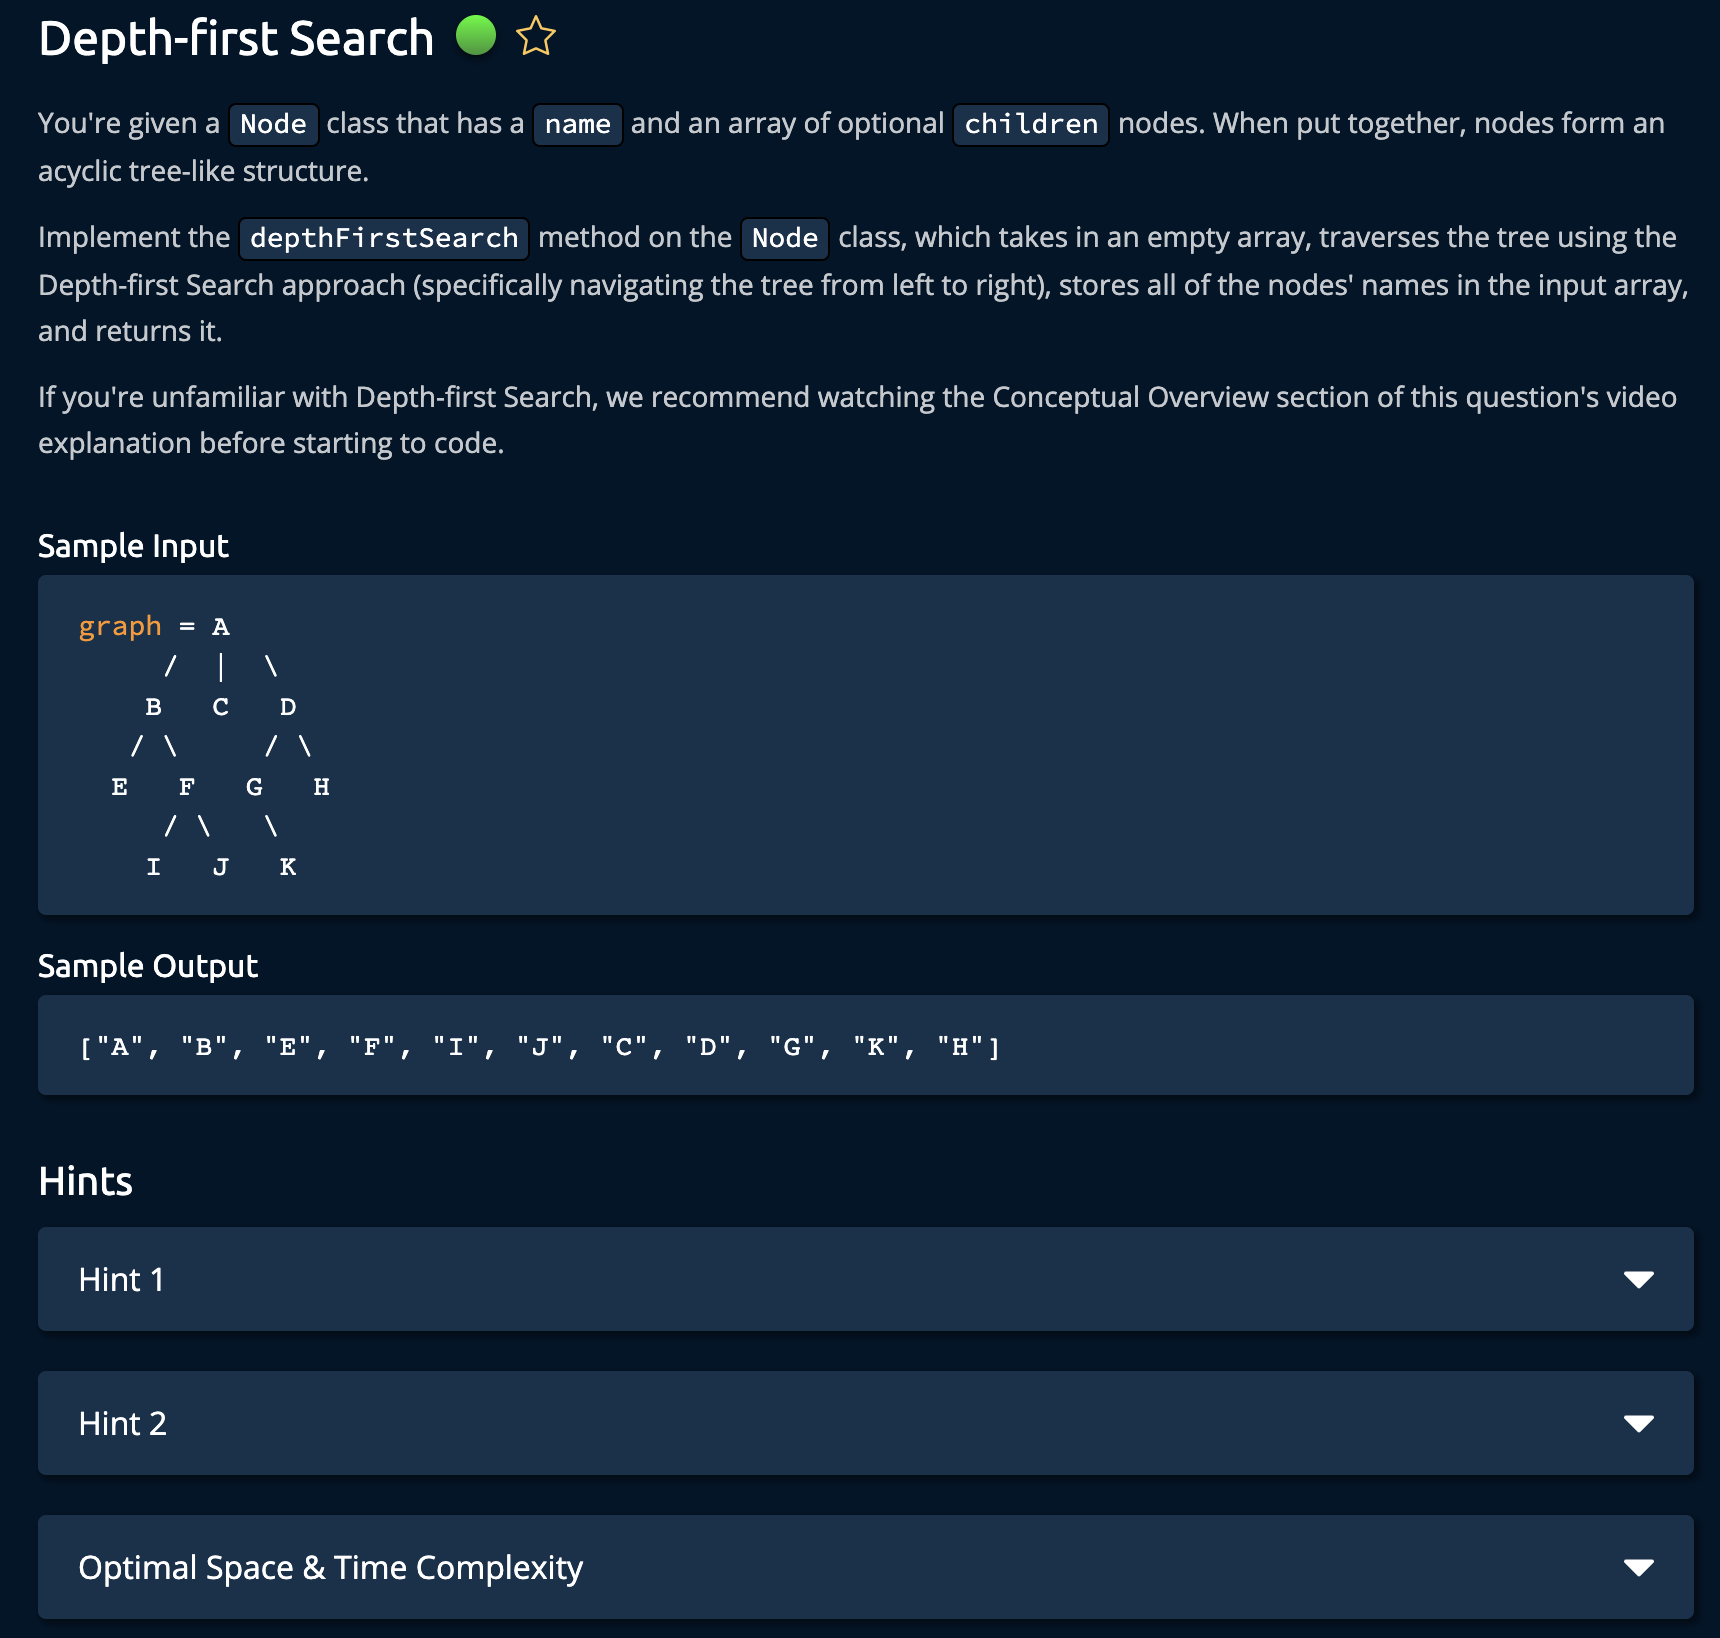 Depth-first Search
You're given a Node class that has a name and an array of optional children nodes. When put together, nodes form an
acyclic tree-like structure.
Implement the depthFirstSearch method on the Node class, which takes in an empty array, traverses the tree using the
Depth-first Search approach (specifically navigating the tree from left to right), stores all of the nodes' names in the input array,
and returns it.
If you're unfamiliar with Depth-first Search, we recommend watching the Conceptual Overview section of this question's video
explanation before starting to code.
Sample Input
graph = A
     /  |  \
    B   C   D
   / \     / \
  E   F   G   H
     / \   \
    I   J   K
Sample Output
["A", "B", "E", "F", "I", "J", "C", "D", "G", "K", "H"]
Hints
Hint 1
Hint 2
Optimal Space & Time Complexity